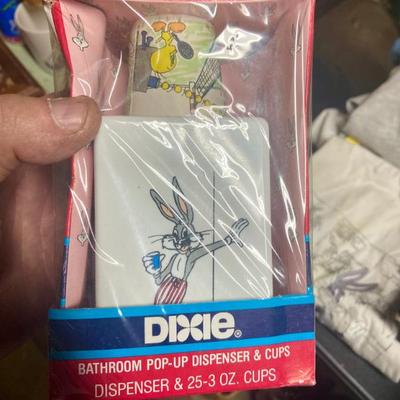 DIXIE®
BATHROOM POP-UP DISPENSER & CUPS
DISPENSER & 25-3 OZ. CUPS